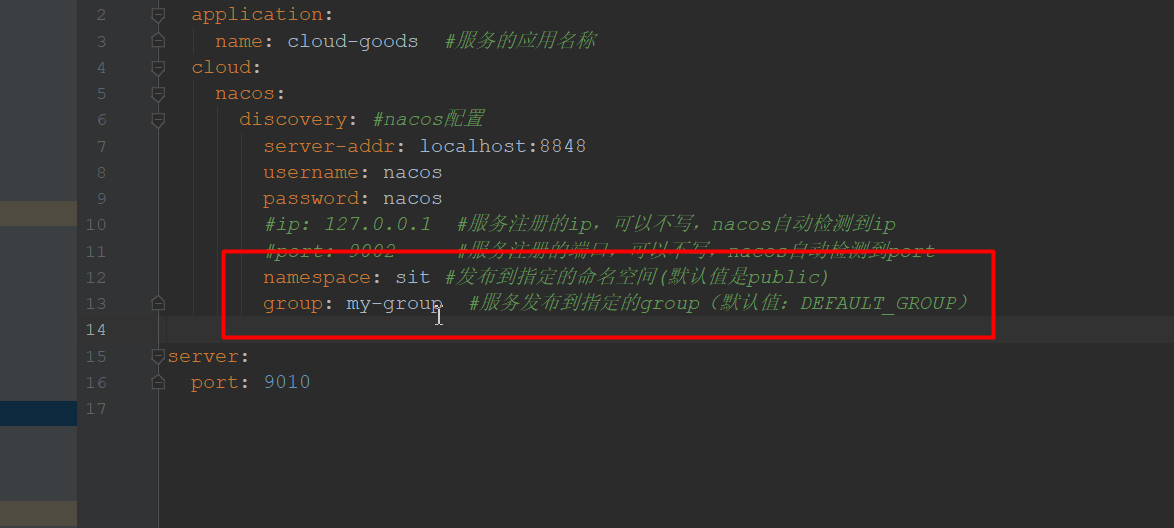 2 application:
3 name: cloud-goods #服务的应用名称
4 cloud:
5 nacos:
6 discovery: #nacos配置
7 server-addr: localhost:8848
8 username: nacos
9 password: nacos
10 #ip: 127.0.0.1 #服务注册的ip，可以不写，nacos自动检测到ip
11 #port: 9002 #服务注册的端口，可以不写，nacos自动检测到port
12 namespace: sit #发布到指定的命名空间(默认值是public)
13 group: my-group #服务发布到指定的group（默认值：DEFAULT_GROUP）
14
15 server:
16 port: 9010
17